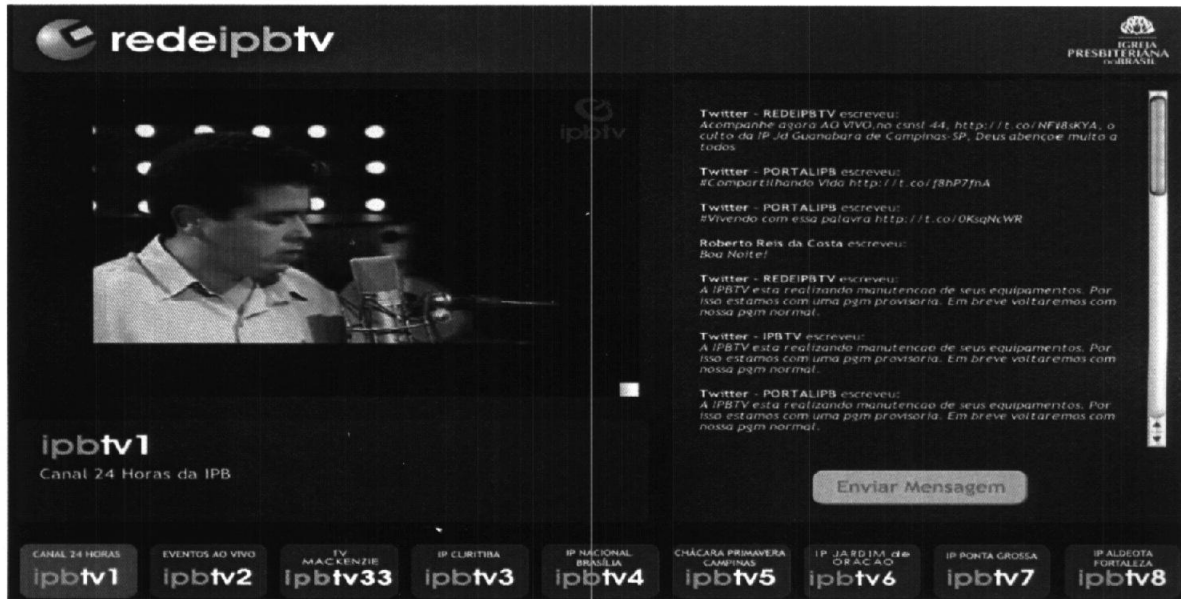 redeipbtv
IGREJA
PRESBITERIANA
DO BRASIL
ipbtv
Twitter - REDEIPBTV escreveu:
Acompanhe agora AO VIVO,no csnsl 44, http://t.co/NFY8sKYA, o
culto da IP Jd Guanabara de Campinas-SP, Deus abençoe muito a
todos
Twitter - PORTALIPB escreveu:
#Compartilhando Vida http://t.co/f8hP7fnA
Twitter - PORTALIPB escreveu:
#Vivendo com essa palavra http://t.co/0KsqNcWR
Roberto Reis da Costa escreveu:
Boa Noite!
Twitter - REDEIPBTV escreveu:
A IPBTV esta realizando manutencao de seus equipamentos. Por
isso estamos com uma pgm provisoria. Em breve voltaremos com
nossa pgm normal.
Twitter - IPBTV escreveu:
A IPBTV esta realizando manutencao de seus equipamentos. Por
isso estamos com uma pgm provisoria. Em breve voltaremos com
nossa pgm normal.
Twitter - PORTALIPB escreveu:
A IPBTV esta realizando manutencao de seus equipamentos. Por
isso estamos com uma pgm provisoria. Em breve voltaremos com
nossa pgm normal.
ipbtv1
Canal 24 Horas da IPB
Enviar Mensagem
CANAL 24 HORAS
ipbtv1
EVENTOS AO VIVO
ipbtv2
TV
MACKENZIE
ipbtv33
IP CURITIBA
ipbtv3
IP NACIONAL
BRASÍLIA
ipbtv4
CHÁCARA PRIMAVERA
CAMPINAS
ipbtv5
IP JARDIM de
ORACAO
ipbtv6
IP PONTA GROSSA
ipbtv7
IP ALDEOTA
FORTALEZA
ipbtv8